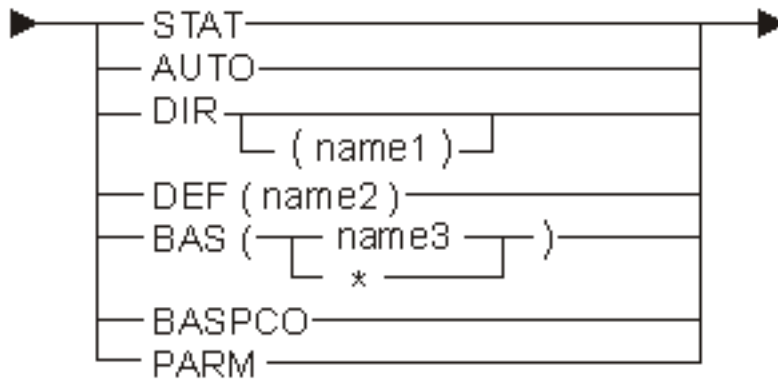 STAT
AUTO
DIR
( name1 )
DEF ( name2 )
BAS ( name3 )
*
BASPCO
PARM